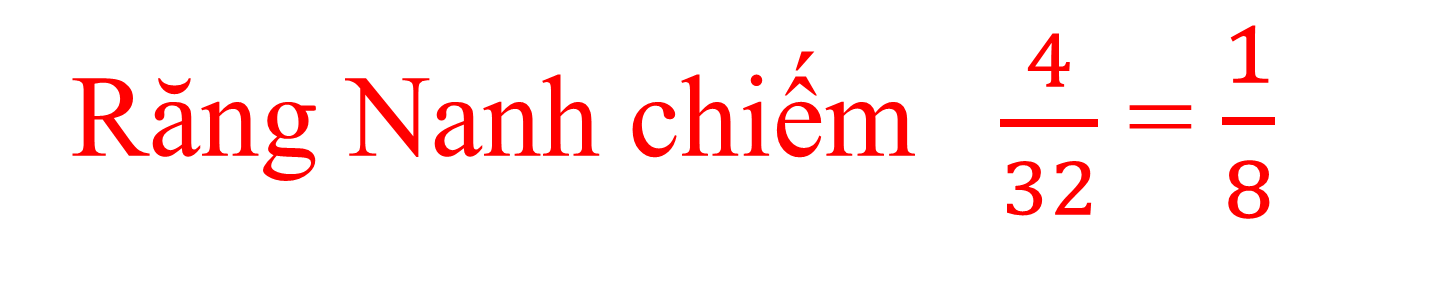 Răng Nanh chiếm 4/32 = 1/8